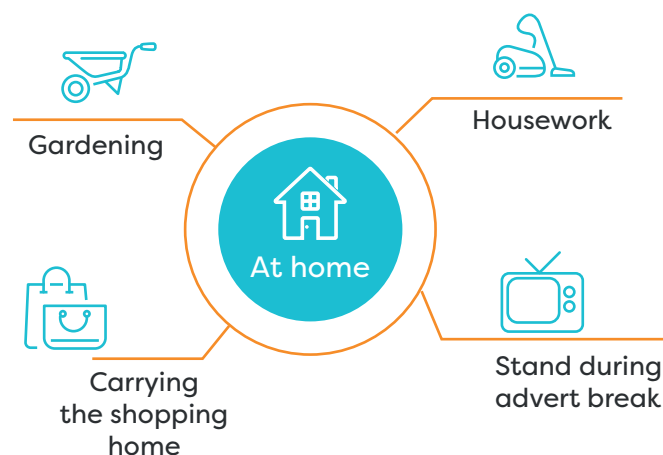 Gardening
Housework
At home
Carrying
the shopping
home
Stand during
advert break